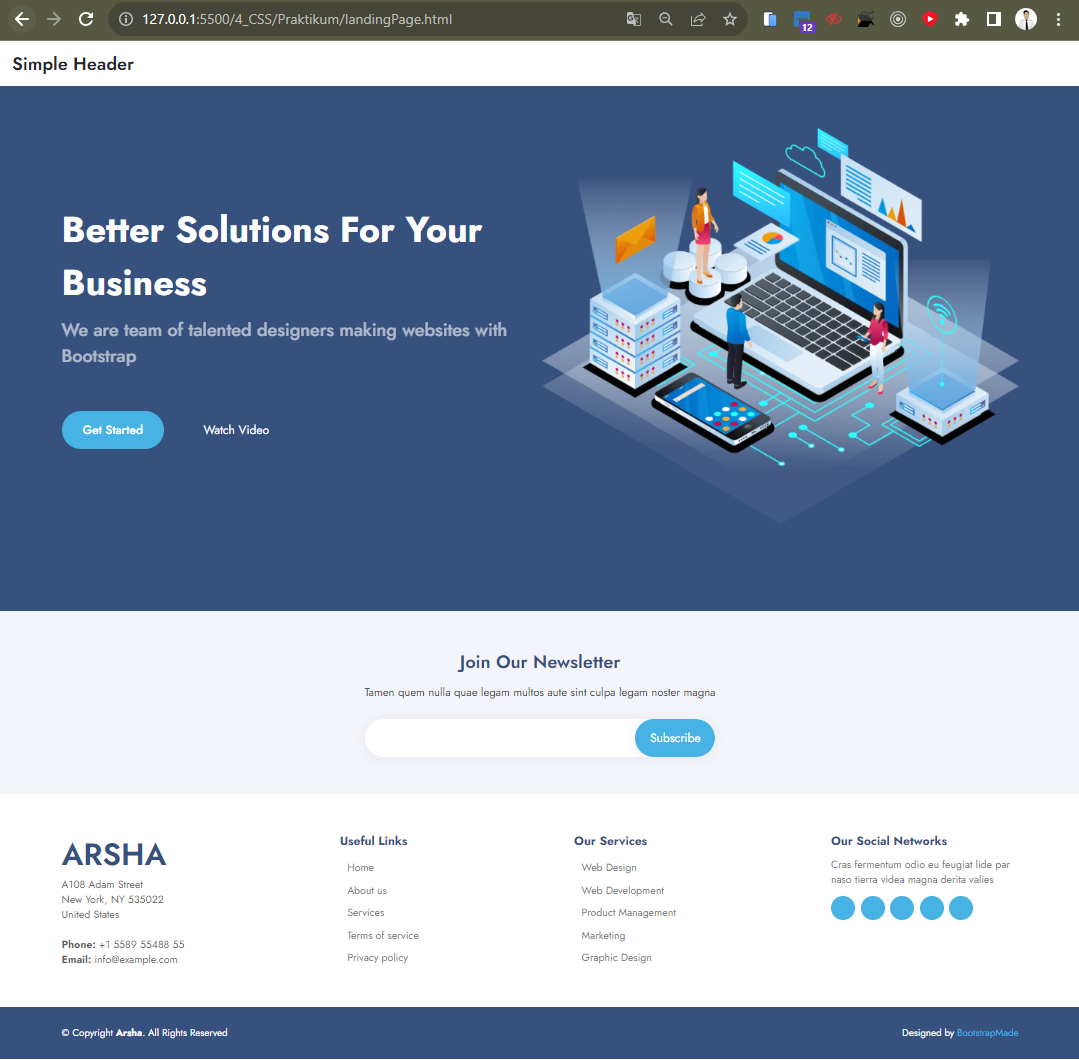 127.0.0.1:5500/4_CSS/Praktikum/landingPage.html
12
Simple Header
Better Solutions For Your
Business
We are team of talented designers making websites with
Bootstrap
Get Started
Watch Video
Join Our Newsletter
Tamen quem nulla quae legam multos aute sint culpa legam noster magna
Subscribe
ARSHA
A108 Adam Street
New York, NY 535022
United States
Phone: +1 5589 55488 55
Email: info@example.com
Useful Links
Home
About us
Services
Terms of service
Privacy policy
Our Services
Web Design
Web Development
Product Management
Marketing
Graphic Design
Our Social Networks
Cras fermentum odio eu feugiat lide par
naso tierra videa magna derita valies
© Copyright Arsha. All Rights Reserved
Designed by BootstrapMade